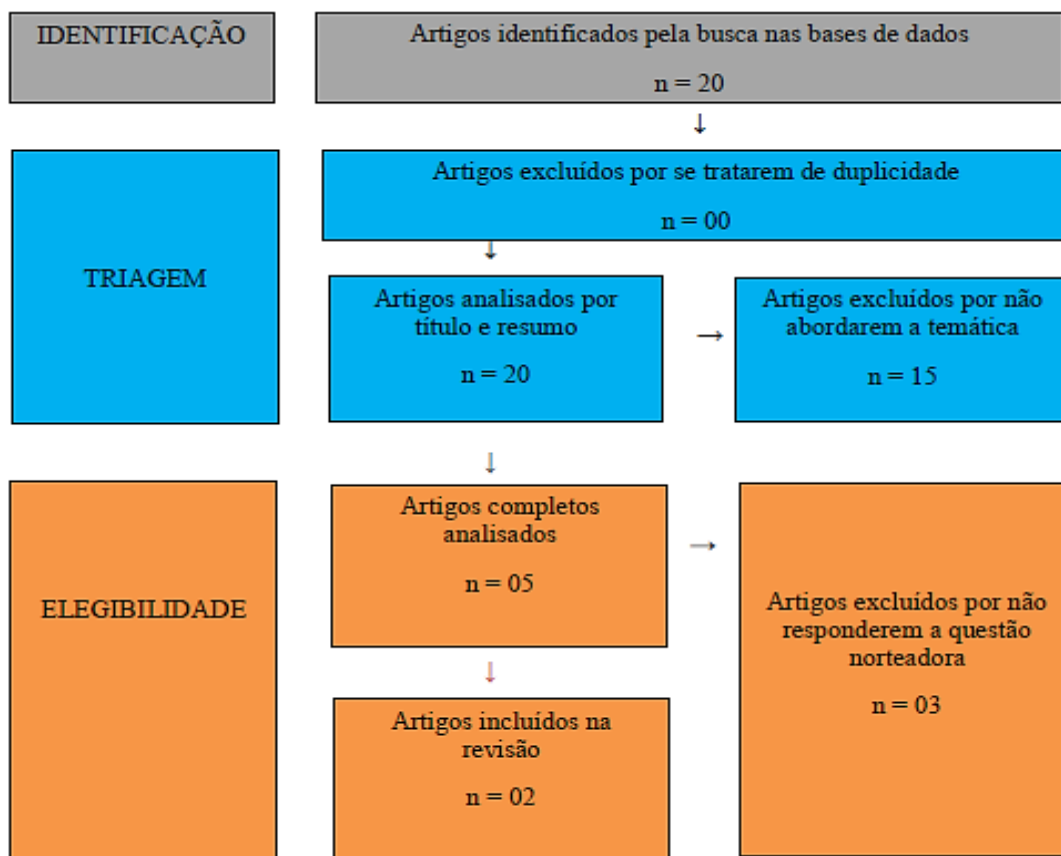 IDENTIFICAÇÃO
Artigos identificados pela busca nas bases de dados
n = 20
↓
TRIAGEM
Artigos excluídos por se tratarem de duplicidade
n = 00
↓
Artigos analisados por
título e resumo
n = 20
→
Artigos excluídos por não
abordarem a temática
n = 15
↓
ELEGIBILIDADE
Artigos completos
analisados
n = 05
→
Artigos excluídos por não
responderem a questão
norteadora
n = 03
↓
Artigos incluídos na
revisão
n = 02